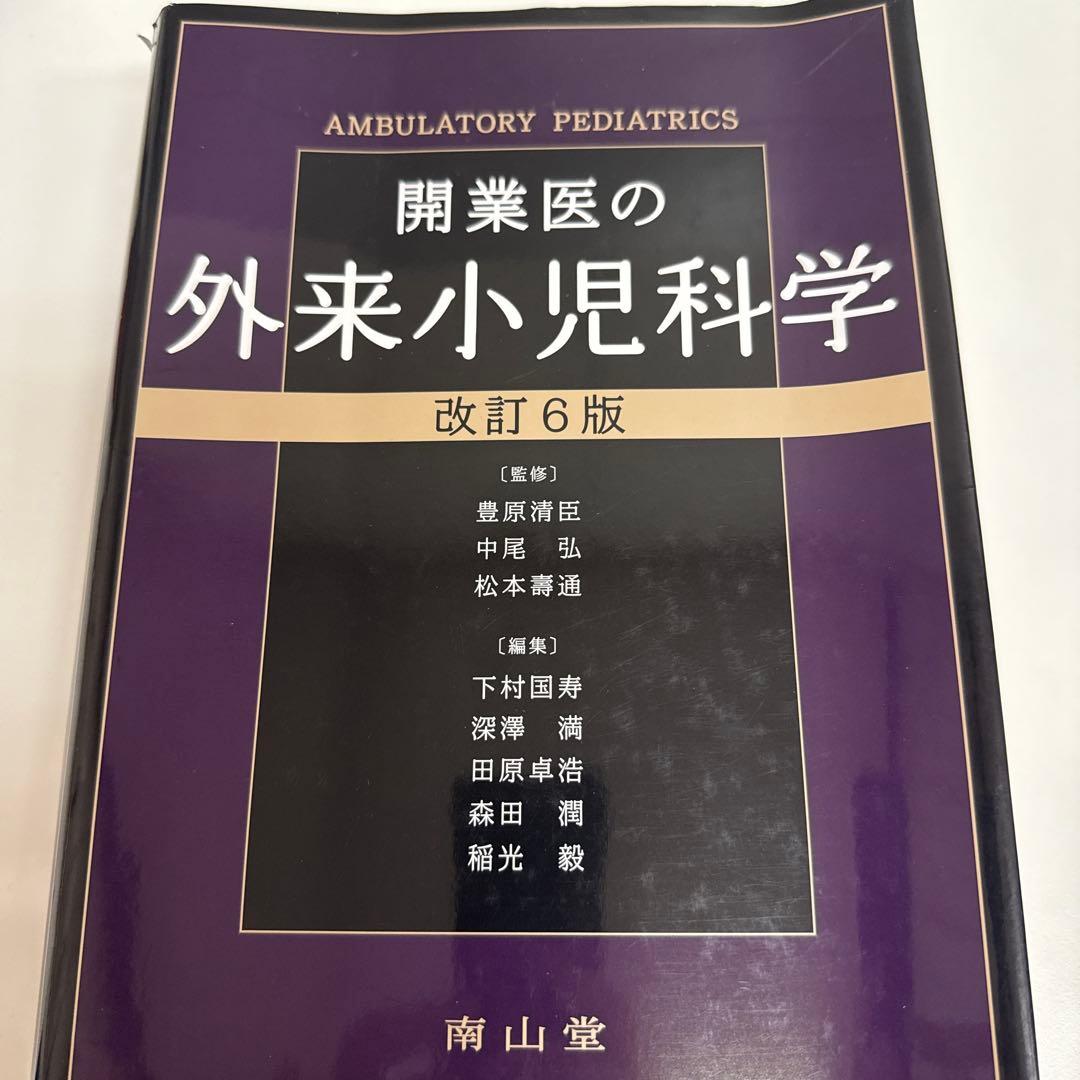 AMBULATORY PEDIATRICS
開業医の
外来小児科学
改訂6版
〔監修〕
豊原清臣
中尾　弘
松本壽通
〔編集〕
下村国寿
深澤　満
田原卓浩
森田　潤
稲光　毅
南山堂